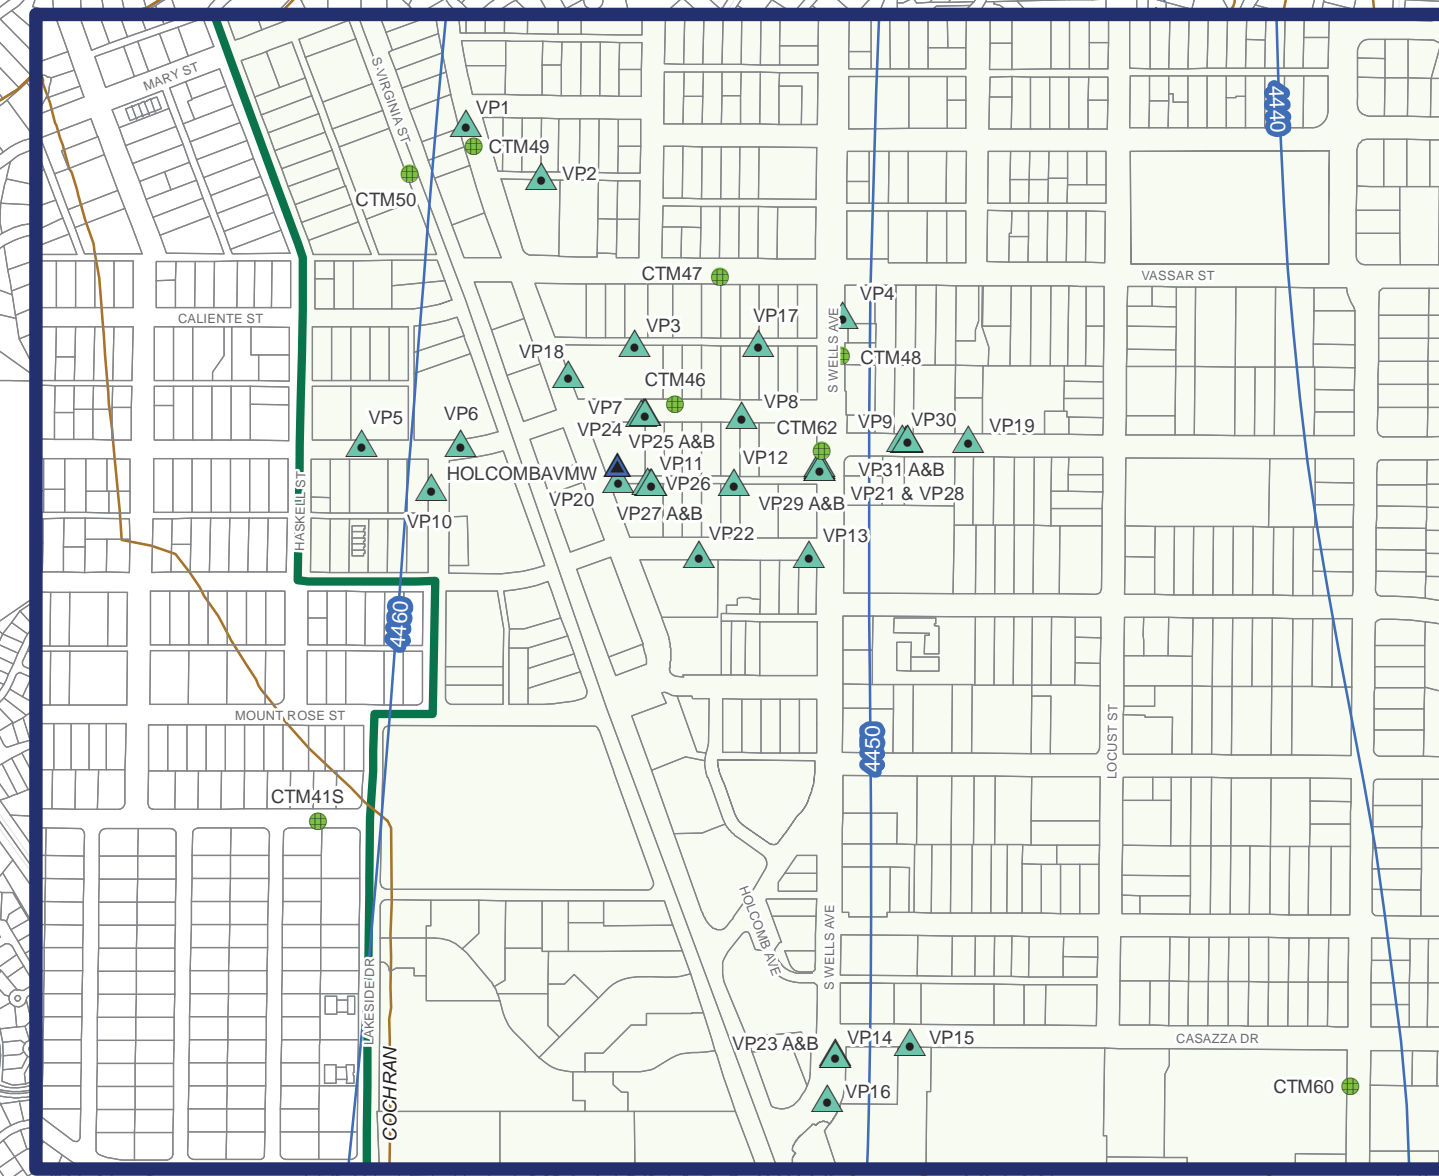 MARY ST
S VIRGINIA ST
4440
VP1
CTM49
VP2
CTM50
CTM47
VASSAR ST
VP4
CALIENTE ST
VP3
VP17
S WELLS AVE
VP18
CTM48
CTM46
VP5
VP6
VP7
VP8
VP24
CTM62
VP9
VP30
VP19
VP25 A&B
HOLCOMBAVMW
VP11
VP12
VP31 A&B
VP26
VP20
VP29 A&B
VP21 & VP28
VP10
VP27 A&B
HASKELL ST
VP22
VP13
4460
MOUNT ROSE ST
4450
LOCUST ST
CTM41S
HOLCOMB AVE
S WELLS AVE
LAKESIDE DR
VP23 A&B
VP14
VP15
CASAZZA DR
COCHRAN
VP16
CTM60